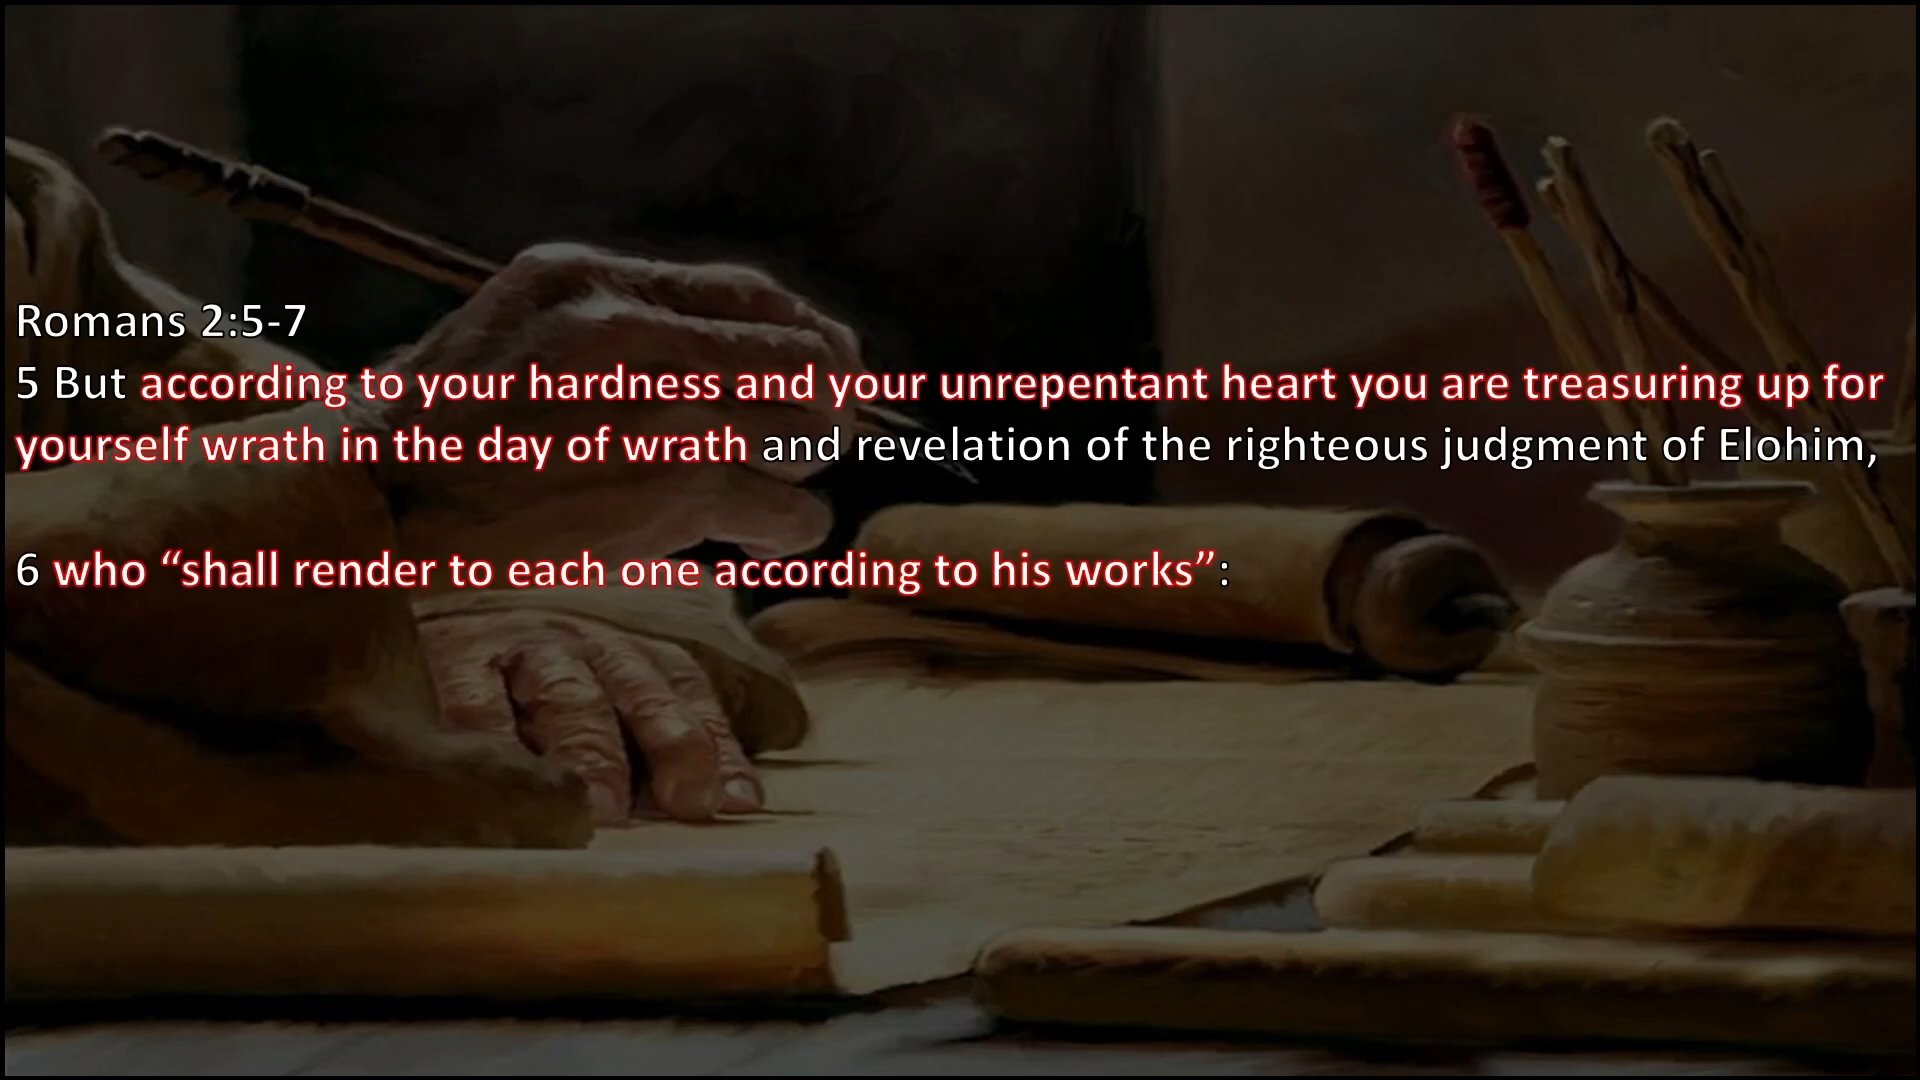 Romans 2:5-7
5 But according to your hardness and your unrepentant heart you are treasuring up for
yourself wrath in the day of wrath and revelation of the righteous judgment of Elohim,
6 who “shall render to each one according to his works”: